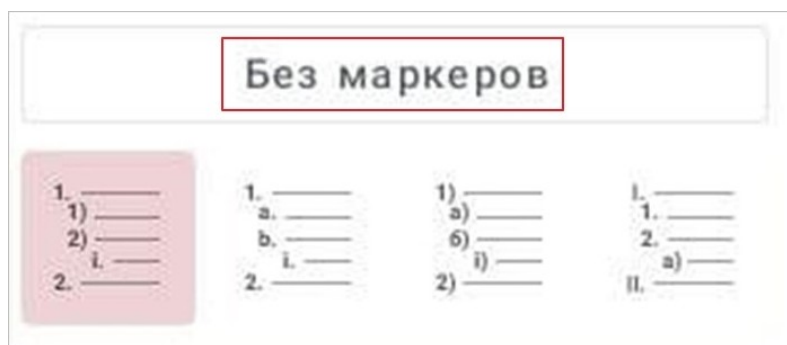 Без маркеров
1. 1. 1) I.
1) a. а) 1.
2) b. б) 2.
i. i. i) a)
2. 2. 2) II.